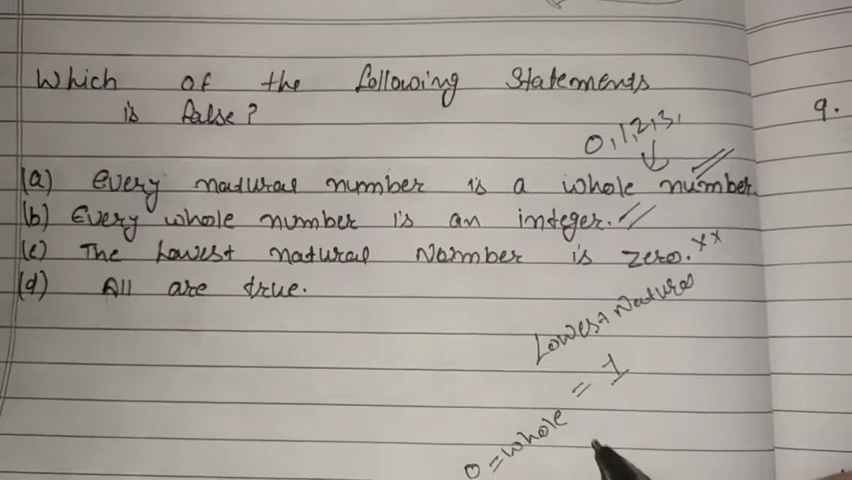 Which of the following Statements
is false?
9.
0,1,2,3,
(a) every natural number is a whole number.
(b) Every whole number is an integer.
(c) The Lowest natural Number is zero. xx
(d) All are true.
Lowest Natural
= 1
0 = whole